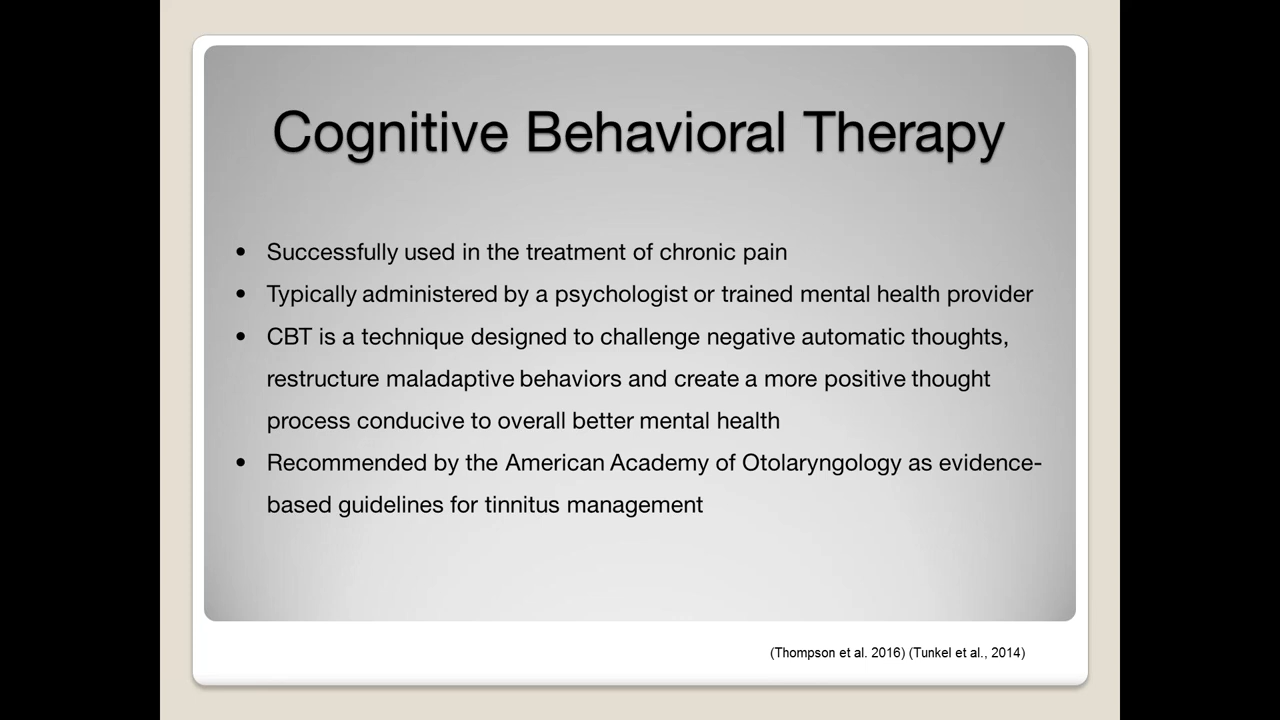 Cognitive Behavioral Therapy
• Successfully used in the treatment of chronic pain
• Typically administered by a psychologist or trained mental health provider
• CBT is a technique designed to challenge negative automatic thoughts,
restructure maladaptive behaviors and create a more positive thought
process conducive to overall better mental health
• Recommended by the American Academy of Otolaryngology as evidence-
based guidelines for tinnitus management
(Thompson et al. 2016) (Tunkel et al., 2014)